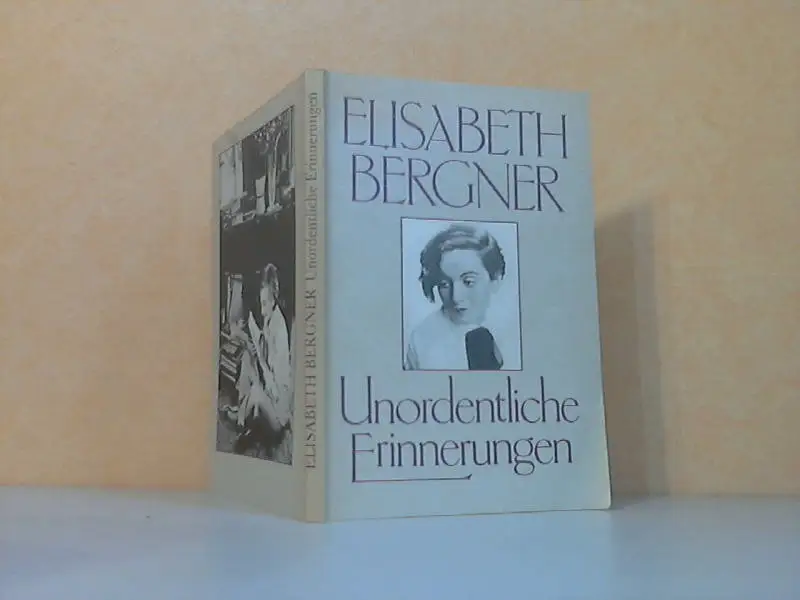 ELISABETH BERGNER Unordentliche Erinnerungen
ELISABETH
BERGNER
Unordentliche
Erinnerungen